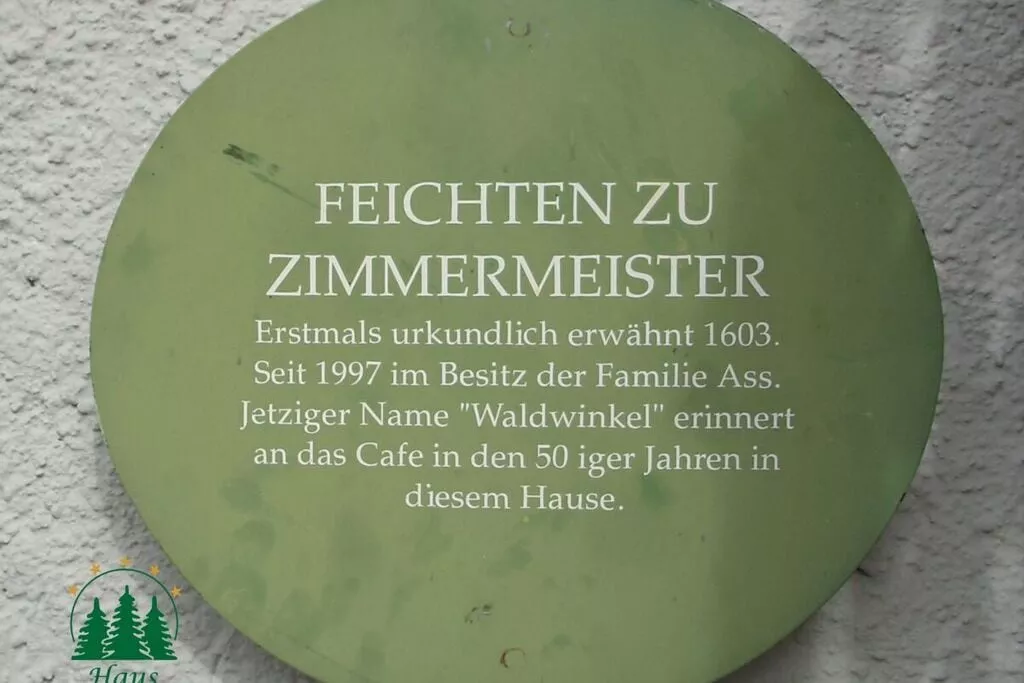 FEICHTEN ZU
ZIMMERMEISTER
Erstmals urkundlich erwähnt 1603.
Seit 1997 im Besitz der Familie Ass.
Jetziger Name "Waldwinkel" erinnert
an das Cafe in den 50 iger Jahren in
diesem Hause.
Haus